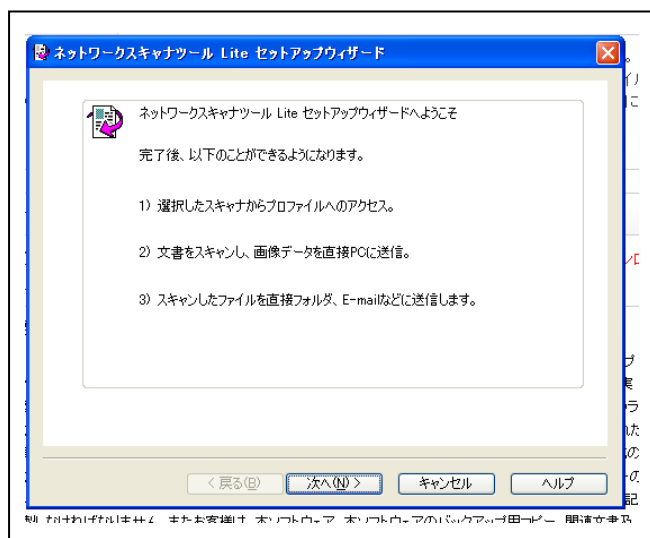 ネットワークスキャナツール Lite セットアップウィザード
ネットワークスキャナツール Lite セットアップウィザードへようこそ
完了後、以下のことができるようになります。
1) 選択したスキャナからプロファイルへのアクセス。
2) 文書をスキャンし、画像データを直接PCに送信。
3) スキャンしたファイルを直接フォルダ、E-mailなどに送信します。
< 戻る(B)
次へ(N) >
キャンセル
ヘルプ